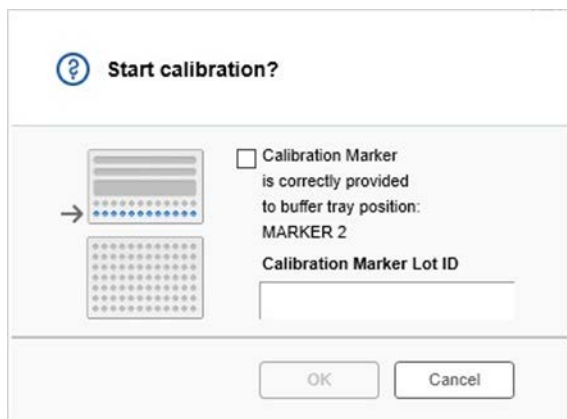 Start calibration?
Calibration Marker
is correctly provided
to buffer tray position:
MARKER 2
Calibration Marker Lot ID
OK
Cancel